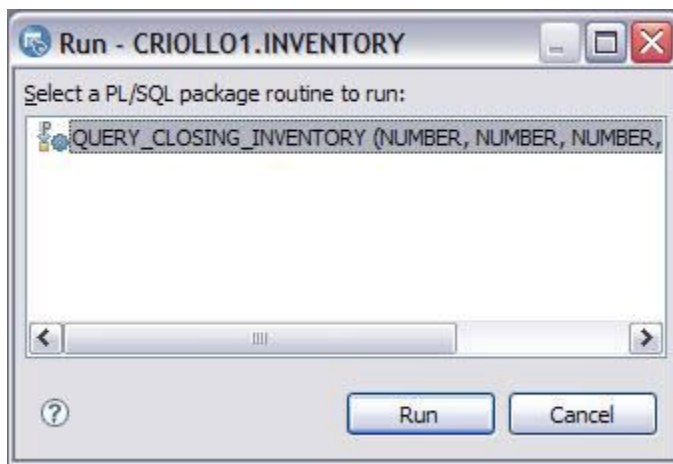 Run - CRIOLLO1.INVENTORY
Select a PL/SQL package routine to run:
QUERY_CLOSING_INVENTORY (NUMBER, NUMBER, NUMBER,
Run
Cancel